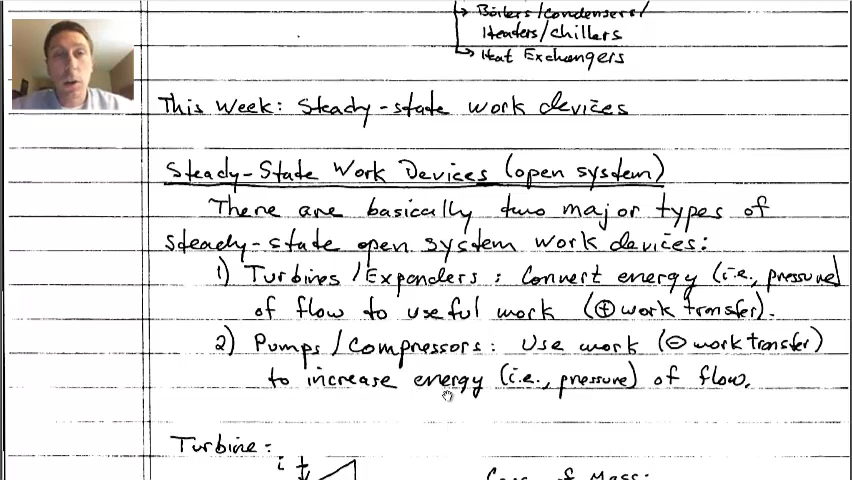 ↳ Boilers/Condensers/
Heaters/chillers
↳ Heat Exchangers
This Week: Steady-state work devices
Steady-State Work Devices (open system)
There are basically two major types of
steady-state open system work devices:
1) Turbines/Expanders: Convert energy (i.e., pressure)
of flow to useful work (⊕ work transfer).
2) Pumps/Compressors: Use work (⊖ work transfer)
to increase energy (i.e., pressure) of flow.
Turbine:
i
Cons. of Mass: